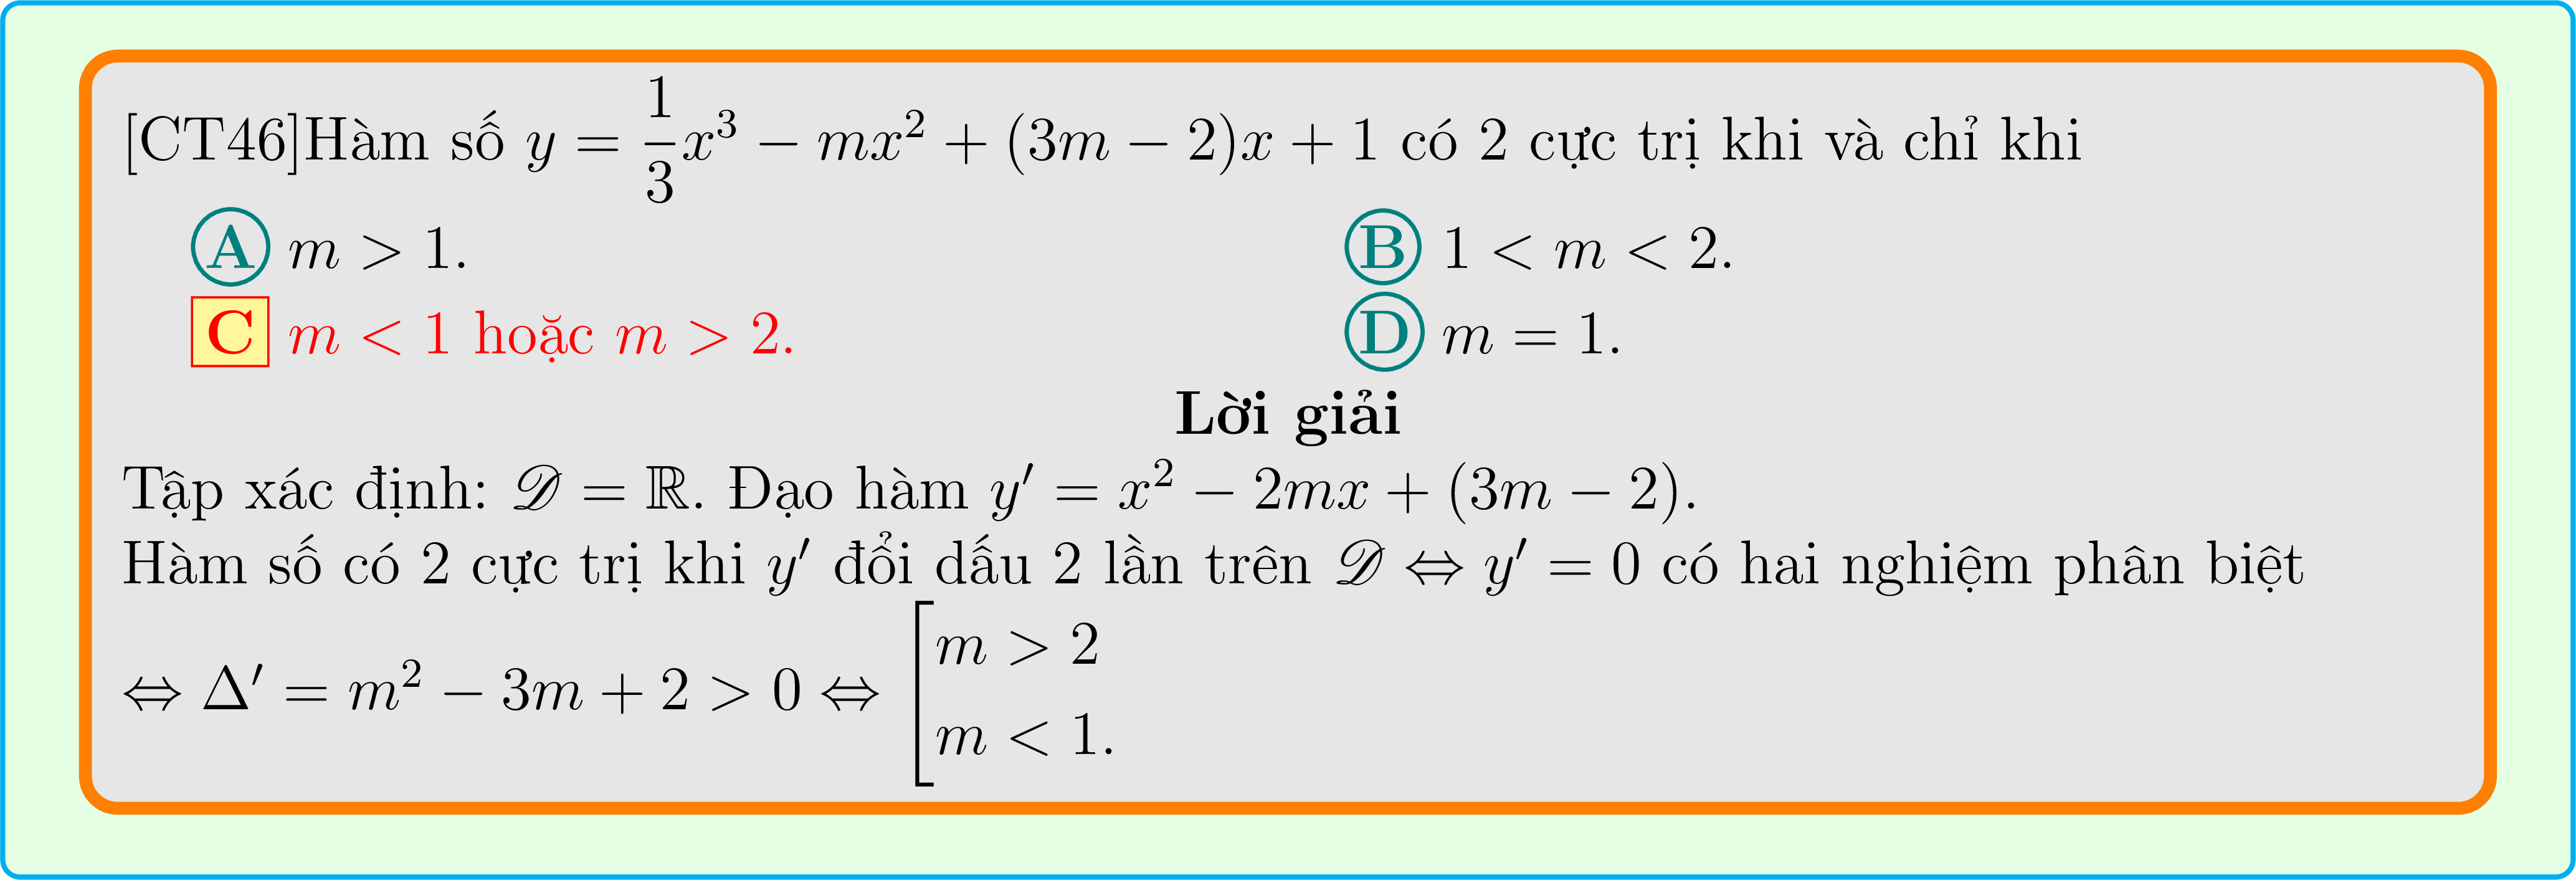 [CT46]Hàm số $y = \dfrac{1}{3}x^3 - mx^2 + (3m - 2)x + 1$ có 2 cực trị khi và chỉ khi
A $m > 1$. B $1 < m < 2$.
C $m < 1$ hoặc $m > 2$. D $m = 1$.
Lời giải
Tập xác định: $\mathscr{D} = \mathbb{R}$. Đạo hàm $y' = x^2 - 2mx + (3m - 2)$.
Hàm số có 2 cực trị khi $y'$ đổi dấu 2 lần trên $\mathscr{D} \Leftrightarrow y' = 0$ có hai nghiệm phân biệt
$\Leftrightarrow \Delta' = m^2 - 3m + 2 > 0 \Leftrightarrow \left[\begin{array}{l} m > 2 \\ m < 1. \end{array}\right.$